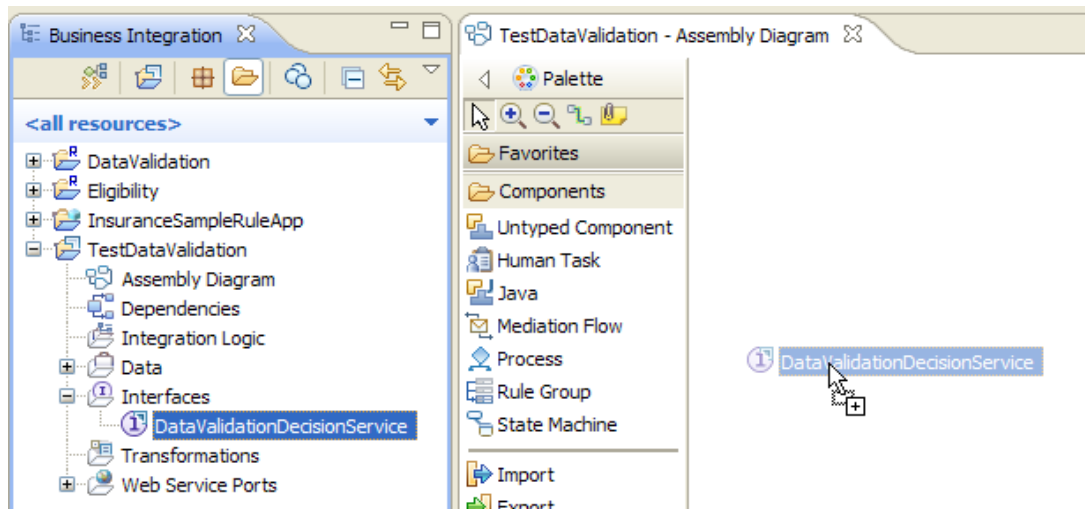 Business Integration
<all resources>
DataValidation
Eligibility
InsuranceSampleRuleApp
TestDataValidation
Assembly Diagram
Dependencies
Integration Logic
Data
Interfaces
DataValidationDecisionService
Transformations
Web Service Ports
TestDataValidation - Assembly Diagram
Palette
Favorites
Components
Untyped Component
Human Task
Java
Mediation Flow
Process
Rule Group
State Machine
Import
Export
DataValidationDecisionService